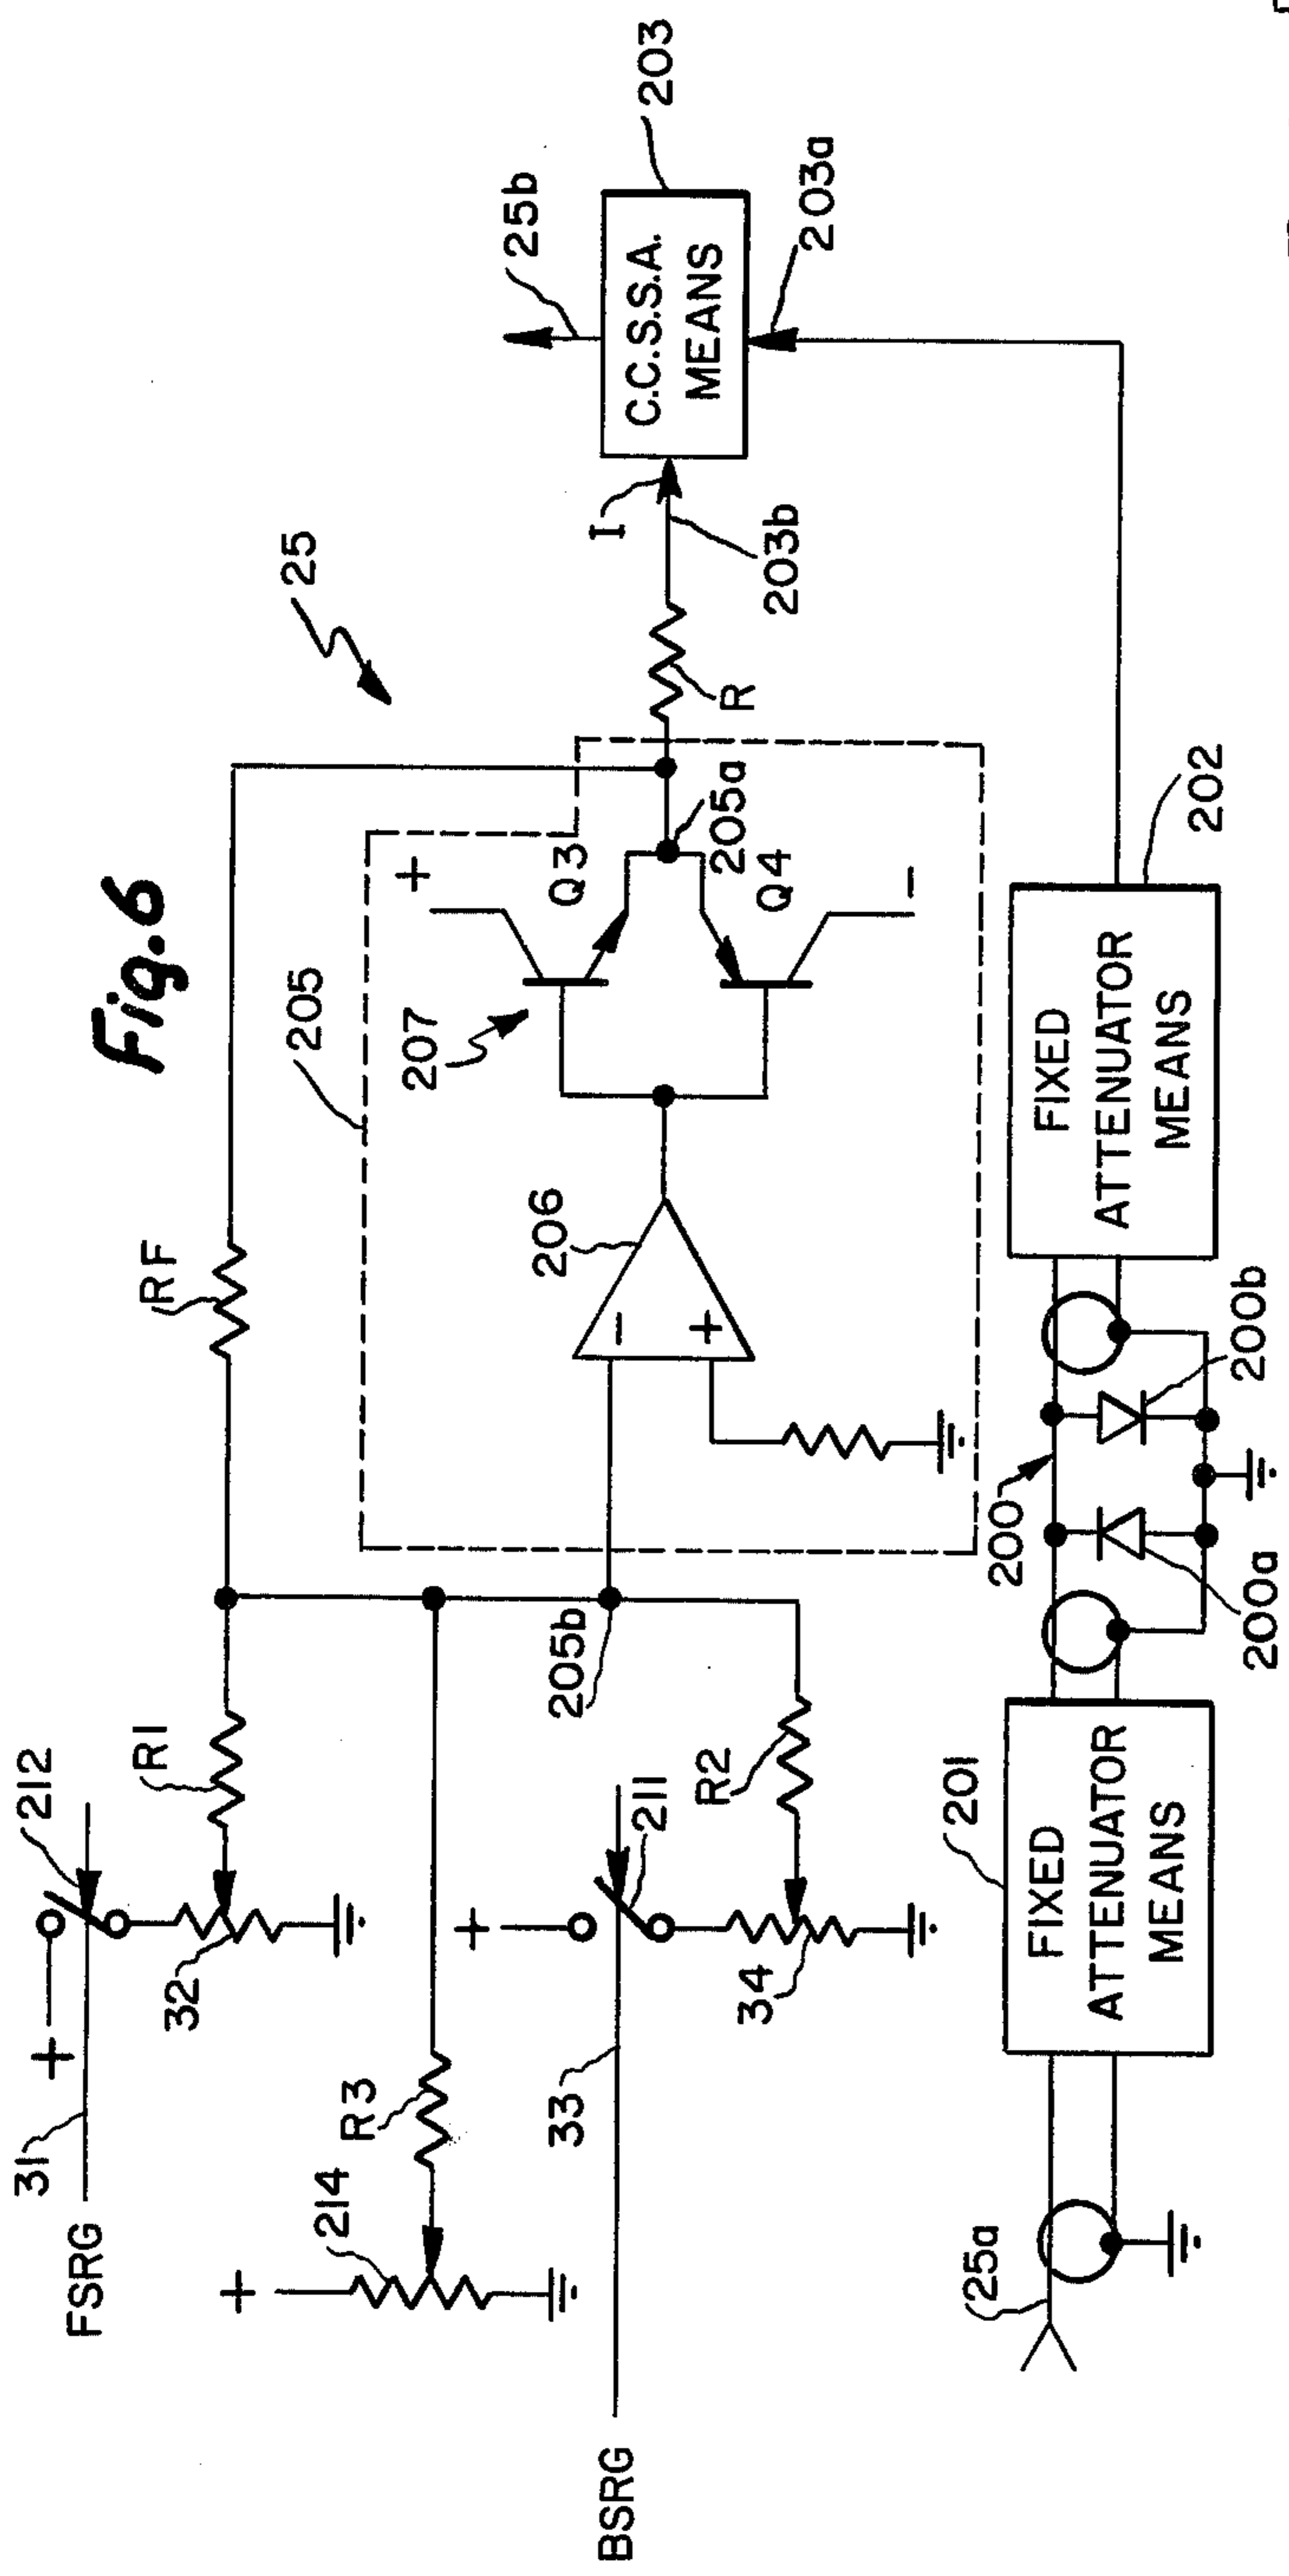 Fig.6
25
205
RF
R1
212
31
+
FSRG
32
+
214
R3
33
BSRG
+
211
34
R2
205b
206
−
+
207
+
Q3
205a
Q4
−
R
I
203b
C.C.S.S.A.
MEANS
25b
203
203a
25a
201
FIXED
ATTENUATOR
MEANS
200
200a
200b
FIXED
ATTENUATOR
MEANS
202